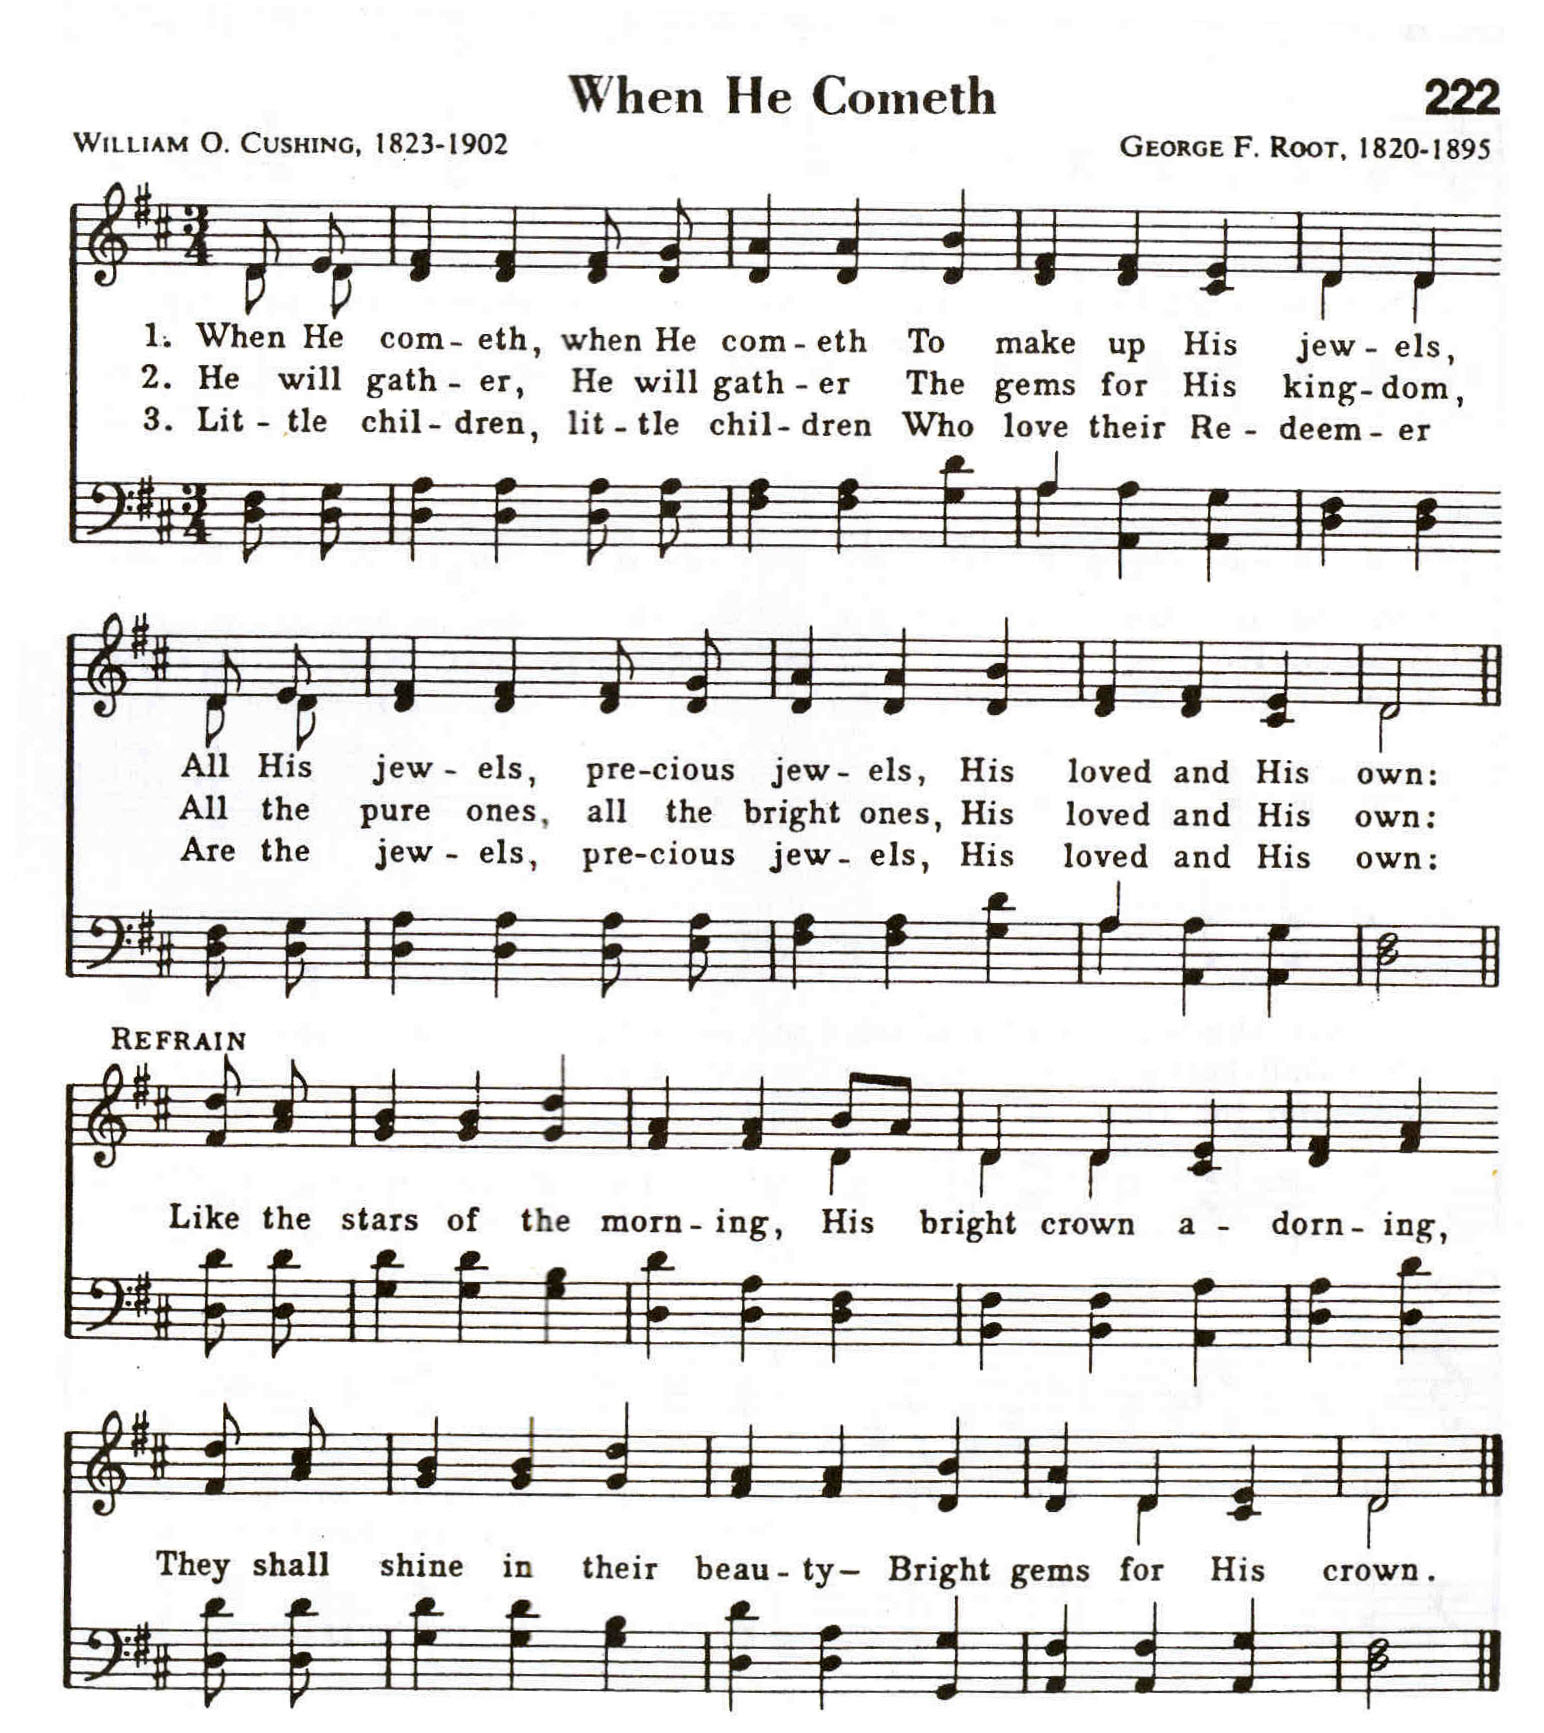 When He Cometh
222
WILLIAM O. CUSHING, 1823-1902
GEORGE F. ROOT, 1820-1895
3 4
1. When He com - eth, when He com - eth To make up His jew - els,
2. He will gath - er, He will gath - er The gems for His king - dom,
3. Lit - tle chil - dren, lit - tle chil - dren Who love their Re - deem - er
3 4
All His jew - els, pre-cious jew - els, His loved and His own:
All the pure ones, all the bright ones, His loved and His own:
Are the jew - els, pre-cious jew - els, His loved and His own:
REFRAIN
Like the stars of the morn - ing, His bright crown a - dorn - ing,
They shall shine in their beau - ty— Bright gems for His crown.